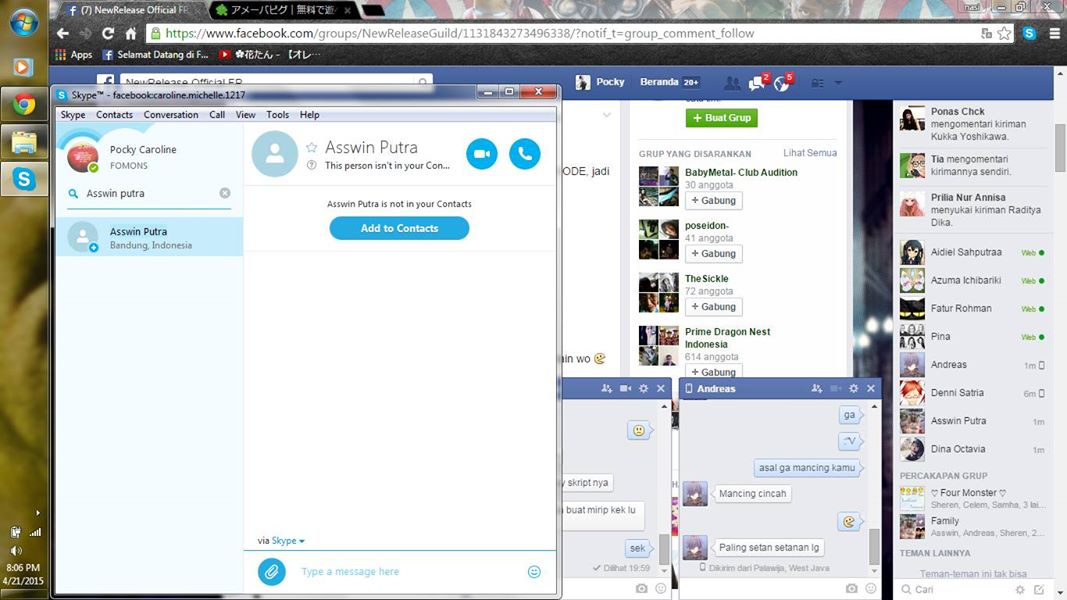 (7) NewRelease Official FR
アメーバピグ｜無料で遊
nasl
https://www.facebook.com/groups/NewReleaseGuild/1131843273496338/?notif_t=group_comment_follow
Apps
Selamat Datang di F...
✿花たん - 【オレ...
NewRelease Official FR
Pocky
Beranda 20+
2
5
Skype™ - facebook:caroline.michelle.1217
Skype Contacts Conversation Call View Tools Help
Pocky Caroline
FOMONS
Asswin putra
Asswin Putra
Bandung, Indonesia
Asswin Putra
This person isn't in your Con...
Asswin Putra is not in your Contacts
Add to Contacts
via Skype
Type a message here
ODE, jadi
ain wo
+ Buat Grup
GRUP YANG DISARANKAN
Lihat Semua
BabyMetal- Club Audition
30 anggota
+ Gabung
poseidon-
41 anggota
+ Gabung
TheSickle
72 anggota
+ Gabung
Prime Dragon Nest
Indonesia
614 anggota
+ Gabung
y skript nya
buat mirip kek lu
sek
Dilihat 19:59
Andreas
ga
:V
asal ga mancing kamu
Mancing cincah
Paling setan setanan lg
Dikirim dari Palawija, West Java
Ponas Chck
mengomentari kiriman
Kukka Yoshikawa.
Tia mengomentari
kirimannya sendiri.
Prilia Nur Annisa
menyukai kiriman Raditya
Dika.
Aidiel Sahputraa Web
Azuma Ichibariki Web
Fatur Rohman Web
Pina Web
Andreas 1m
Denni Satria 6m
Asswin Putra 1m
Dina Octavia 1m
PERCAKAPAN GRUP
♡ Four Monster ♡
Sheren, Celem, Samha, 3 lai...
Family
Asswin, Andreas, Sheren, 2 ...
TEMAN LAINNYA
Teman-teman ini tak bisa
Cari
8:06 PM
4/21/2015